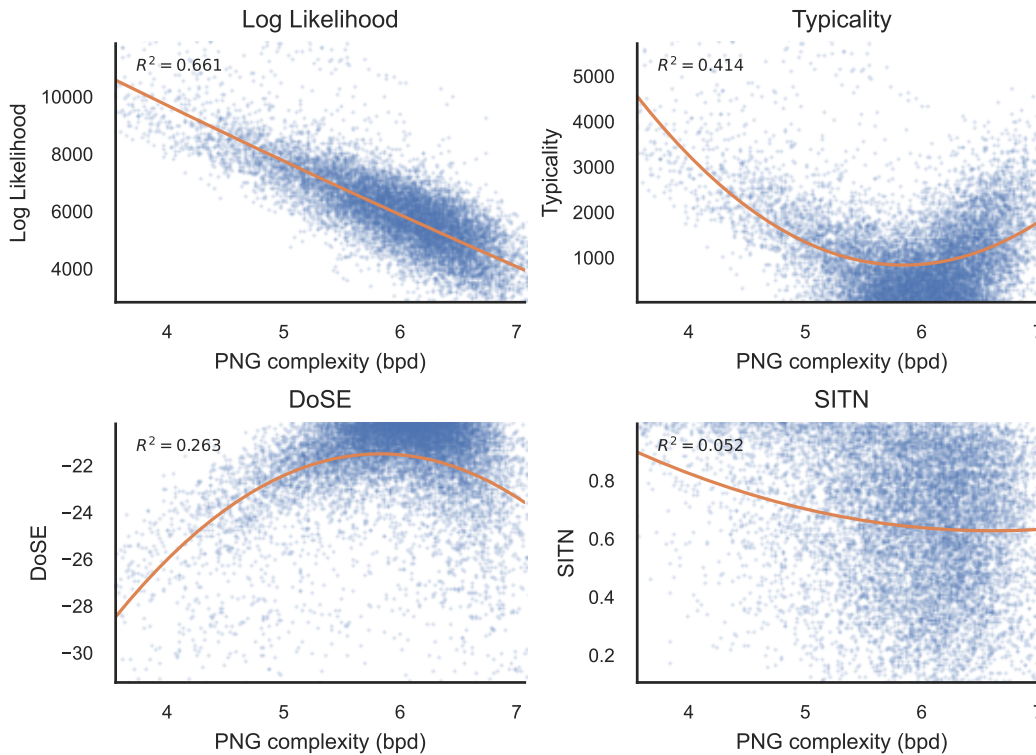 Log Likelihood
R² = 0.661
10000
8000
6000
4000
Log Likelihood
4 5 6 7
PNG complexity (bpd)
Typicality
R² = 0.414
5000
4000
3000
2000
1000
Typicality
4 5 6 7
PNG complexity (bpd)
DoSE
R² = 0.263
−22
−24
−26
−28
−30
DoSE
4 5 6 7
PNG complexity (bpd)
SITN
R² = 0.052
0.8
0.6
0.4
0.2
SITN
4 5 6 7
PNG complexity (bpd)